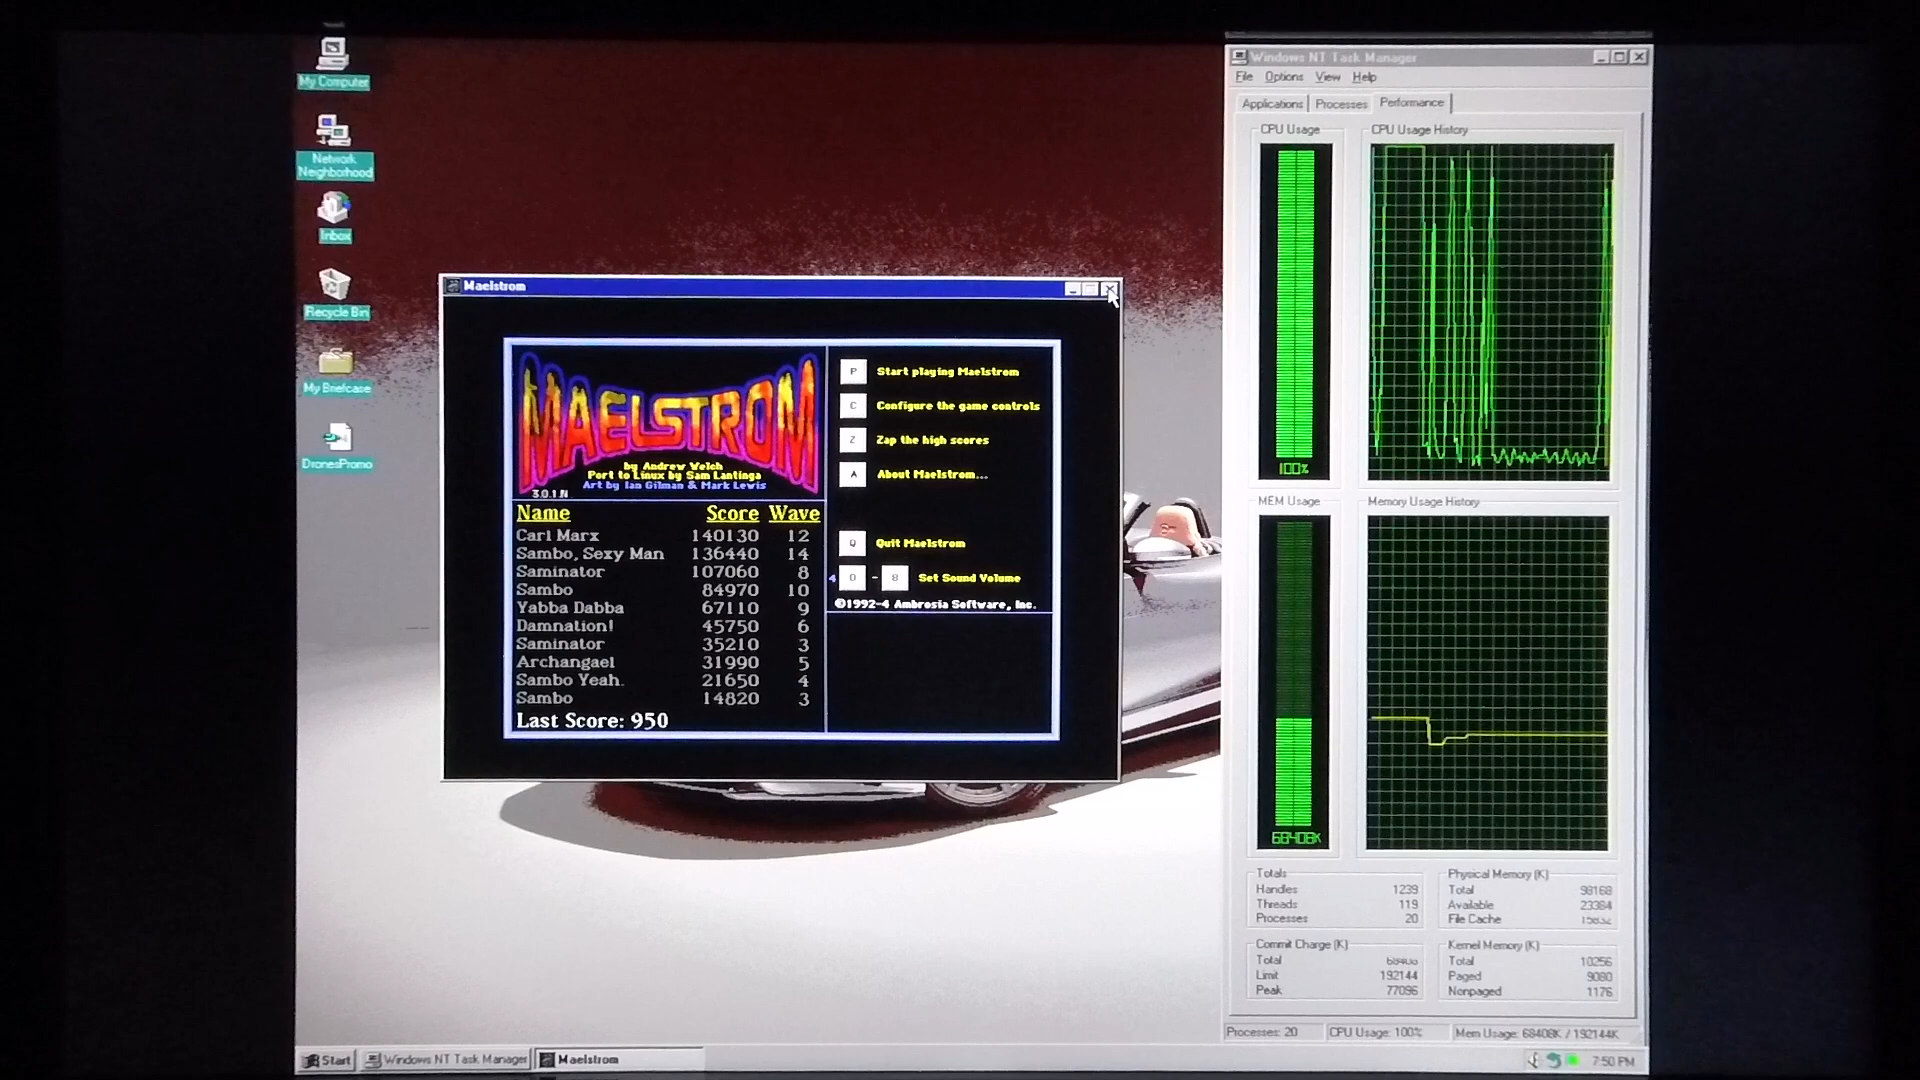 My Computer
Network
Neighborhood
Inbox
Recycle Bin
My Briefcase
DronesPromo
Maelstrom
MAELSTROM
by Andrew Welch
Port to Linux by Sam Lantinga
Art by Ian Gilman & Mark Lewis
3.0.1.N
Name Score Wave
Carl Marx 140130 12
Sambo, Sexy Man 136440 14
Saminator 107060 8
Sambo 84970 10
Yabba Dabba 67110 9
Damnation! 45750 6
Saminator 35210 3
Archangael 31990 5
Sambo Yeah. 21650 4
Sambo 14820 3
Last Score: 950
P Start playing Maelstrom
C Configure the game controls
Z Zap the high scores
A About Maelstrom...
Q Quit Maelstrom
4 0 - 8 Set Sound Volume
©1992-4 Ambrosia Software, Inc.
Windows NT Task Manager
File Options View Help
Applications Processes Performance
CPU Usage CPU Usage History
100%
MEM Usage Memory Usage History
68408K
Totals
Handles 1239
Threads 119
Processes 20
Physical Memory (K)
Total 98168
Available 23384
File Cache
Commit Charge (K)
Total 68408
Limit 192144
Peak 77096
Kernel Memory (K)
Total 10256
Paged 9080
Nonpaged 1176
Processes: 20 CPU Usage: 100% Mem Usage: 68408K / 192144K
Start Windows NT Task Manager Maelstrom 7:50 PM